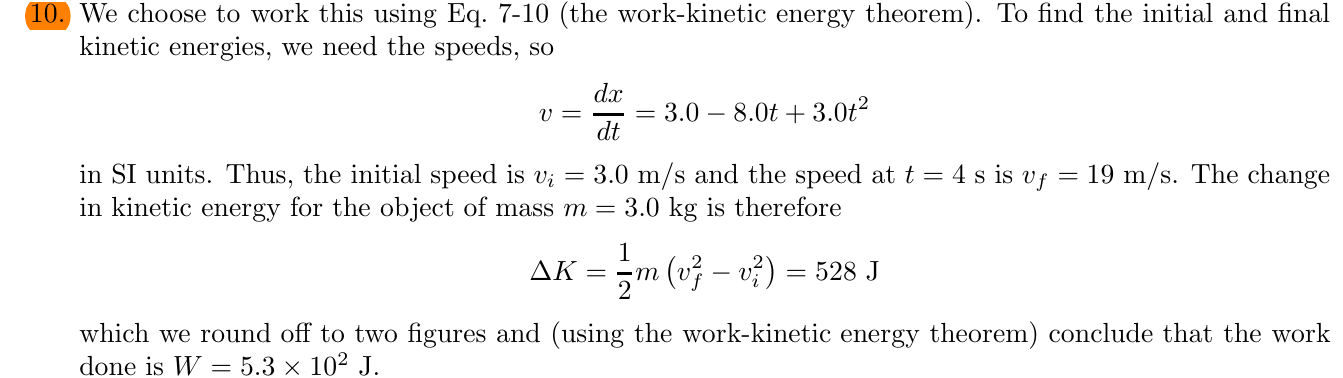 10. We choose to work this using Eq. 7-10 (the work-kinetic energy theorem). To find the initial and final
kinetic energies, we need the speeds, so
v = dx/dt = 3.0 − 8.0t + 3.0t²
in SI units. Thus, the initial speed is vᵢ = 3.0 m/s and the speed at t = 4 s is v_f = 19 m/s. The change
in kinetic energy for the object of mass m = 3.0 kg is therefore
ΔK = 1/2 m (v_f² − vᵢ²) = 528 J
which we round off to two figures and (using the work-kinetic energy theorem) conclude that the work
done is W = 5.3 × 10² J.